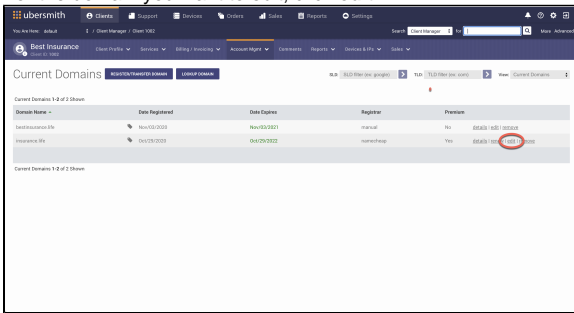 ubersmith Clients Support Devices Orders Sales Reports Settings
You Are Here: default / Client Manager / Client 1002 Search Client Manager for More Advanced
Best Insurance
Client ID: 1002
Client Profile Services Billing / Invoicing Account Mgmt Comments Reports Devices & IPs Sales
Current Domains REGISTER/TRANSFER DOMAIN LOOKUP DOMAIN SLD: SLD filter (ex. google) TLD: TLD filter (ex. com) View: Current Domains
Current Domains 1-2 of 2 Shown
Domain Name Date Registered Date Expires Registrar Premium
bestinsurance.life Nov/03/2020 Nov/03/2021 manual No details | edit | remove
insurance.life Oct/29/2020 Oct/29/2022 namecheap Yes details | edit |
Current Domains 1-2 of 2 Shown